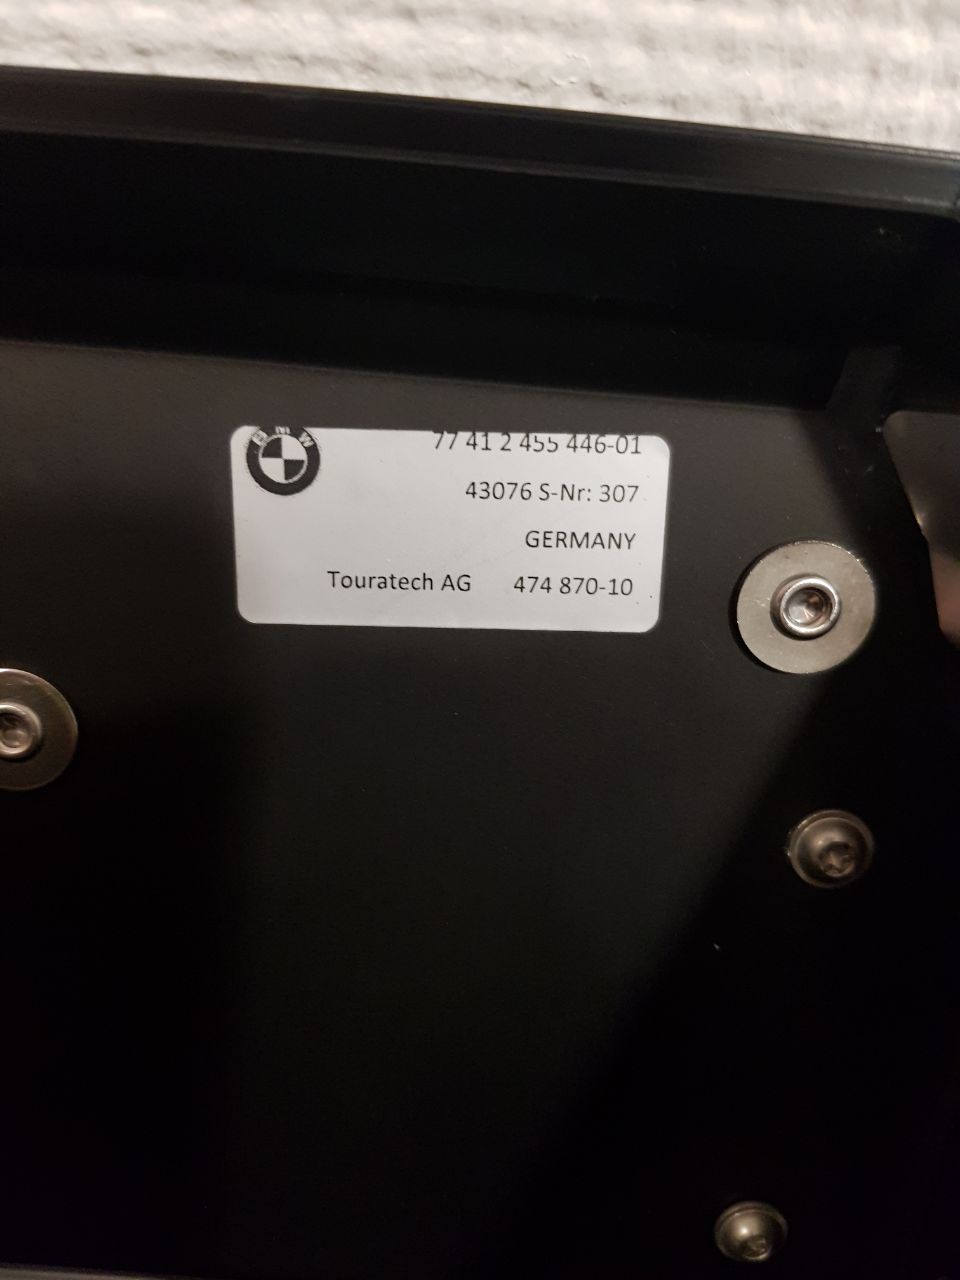 BMW
77 41 2 455 446-01
43076 S-Nr: 307
GERMANY
Touratech AG 474 870-10